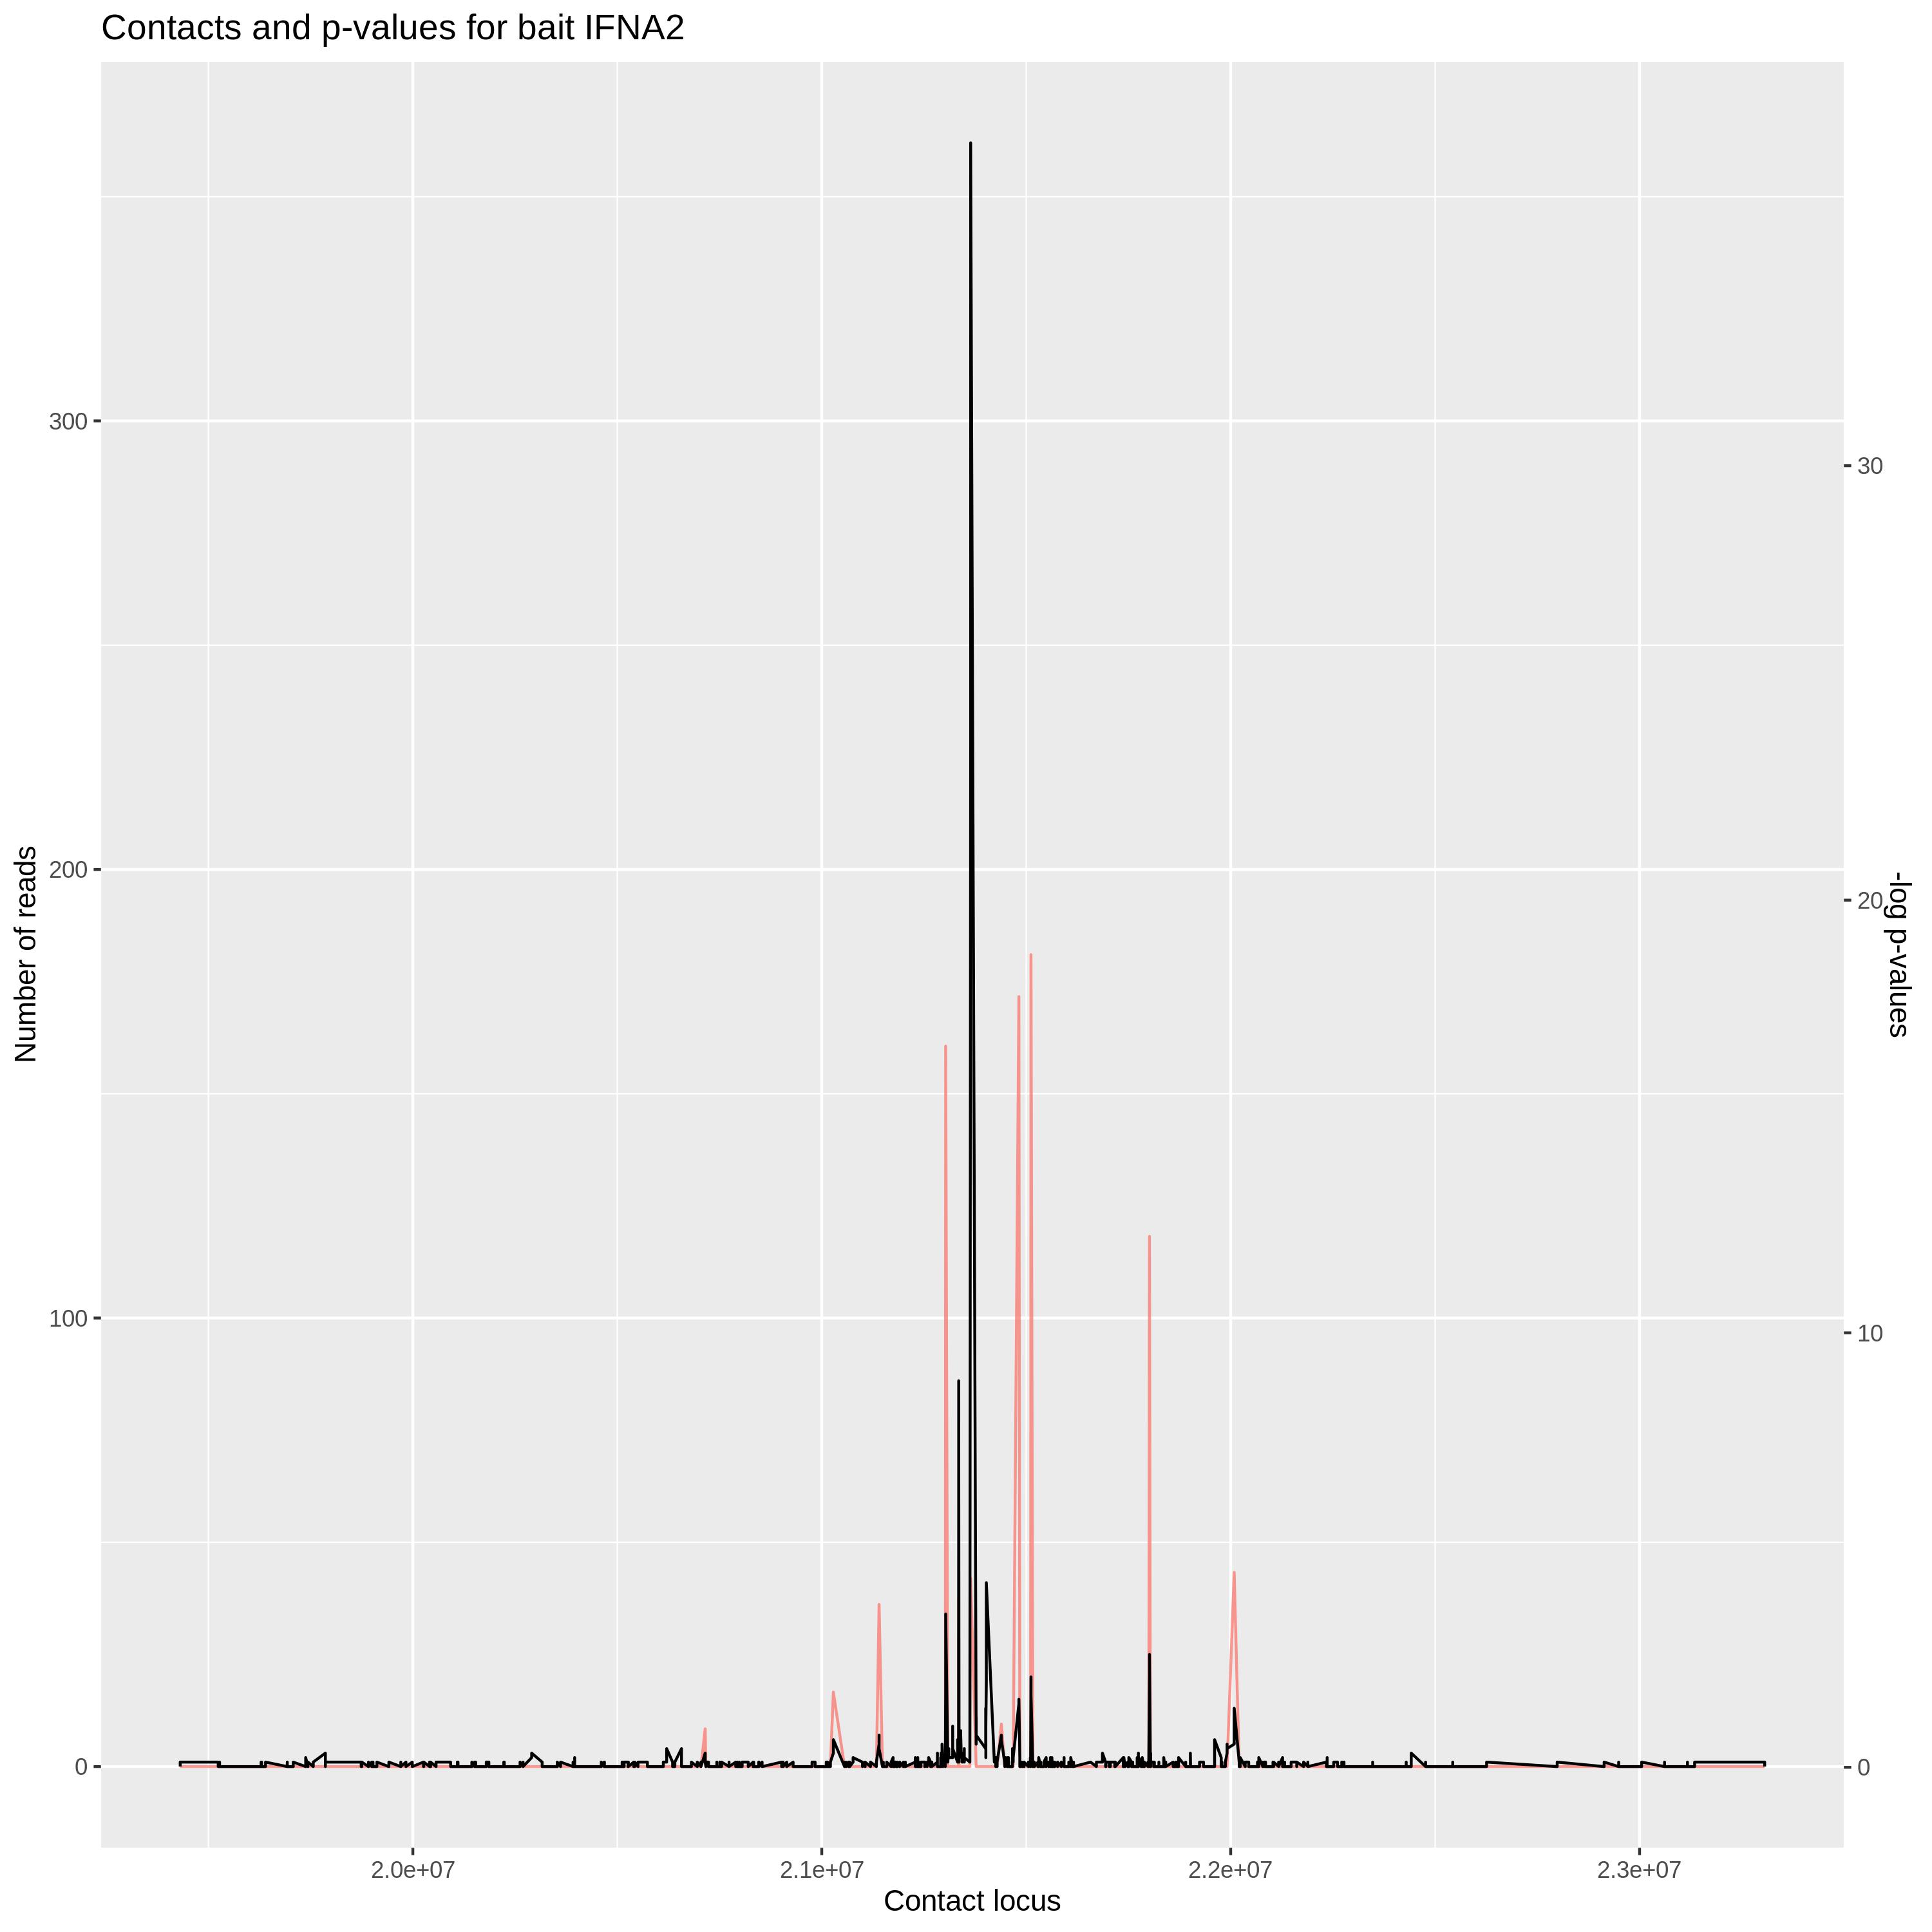 Contacts and p-values for bait IFNA2
300
200
100
0
Number of reads
30
20
10
0
-log p-values
2.0e+07
2.1e+07
2.2e+07
2.3e+07
Contact locus